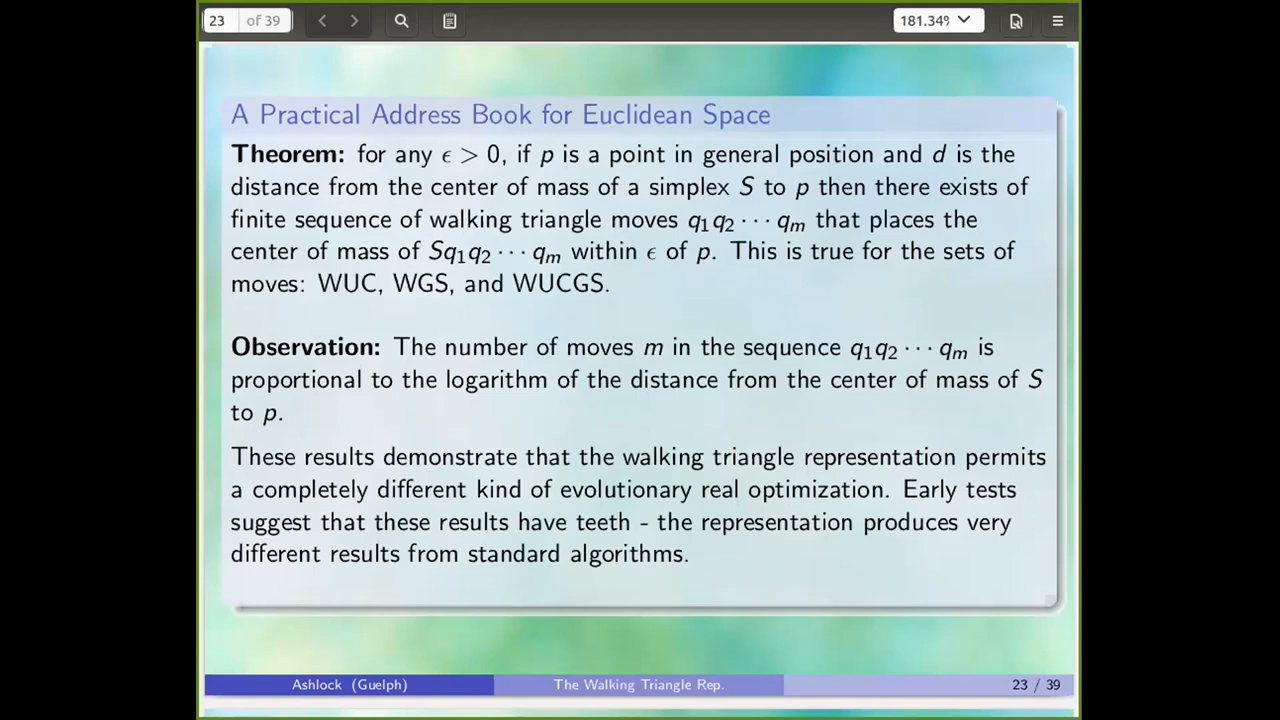 23 of 39
181.34%
A Practical Address Book for Euclidean Space
Theorem: for any ϵ > 0, if p is a point in general position and d is the
distance from the center of mass of a simplex S to p then there exists of
finite sequence of walking triangle moves q₁q₂ · · · qₘ that places the
center of mass of Sq₁q₂ · · · qₘ within ϵ of p. This is true for the sets of
moves: WUC, WGS, and WUCGS.
Observation: The number of moves m in the sequence q₁q₂ · · · qₘ is
proportional to the logarithm of the distance from the center of mass of S
to p.
These results demonstrate that the walking triangle representation permits
a completely different kind of evolutionary real optimization. Early tests
suggest that these results have teeth - the representation produces very
different results from standard algorithms.
Ashlock (Guelph) The Walking Triangle Rep. 23 / 39